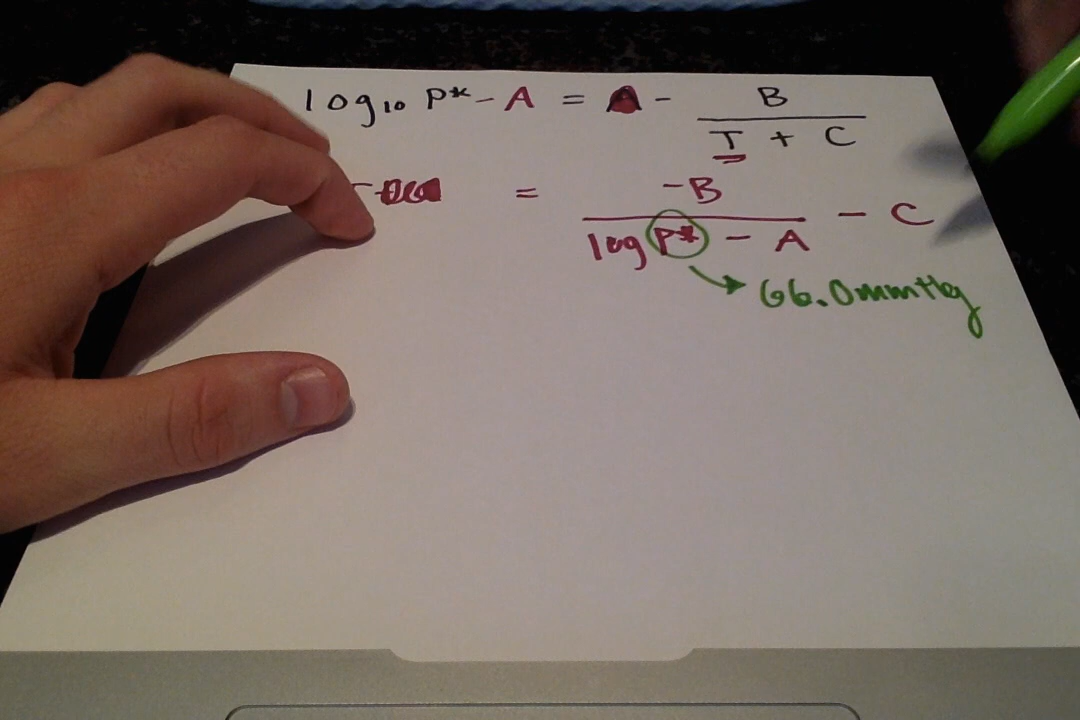 log₁₀ P* - A = A - B / (T + C)
= -B / (log P* - A) - C
→ 66.0mmHg